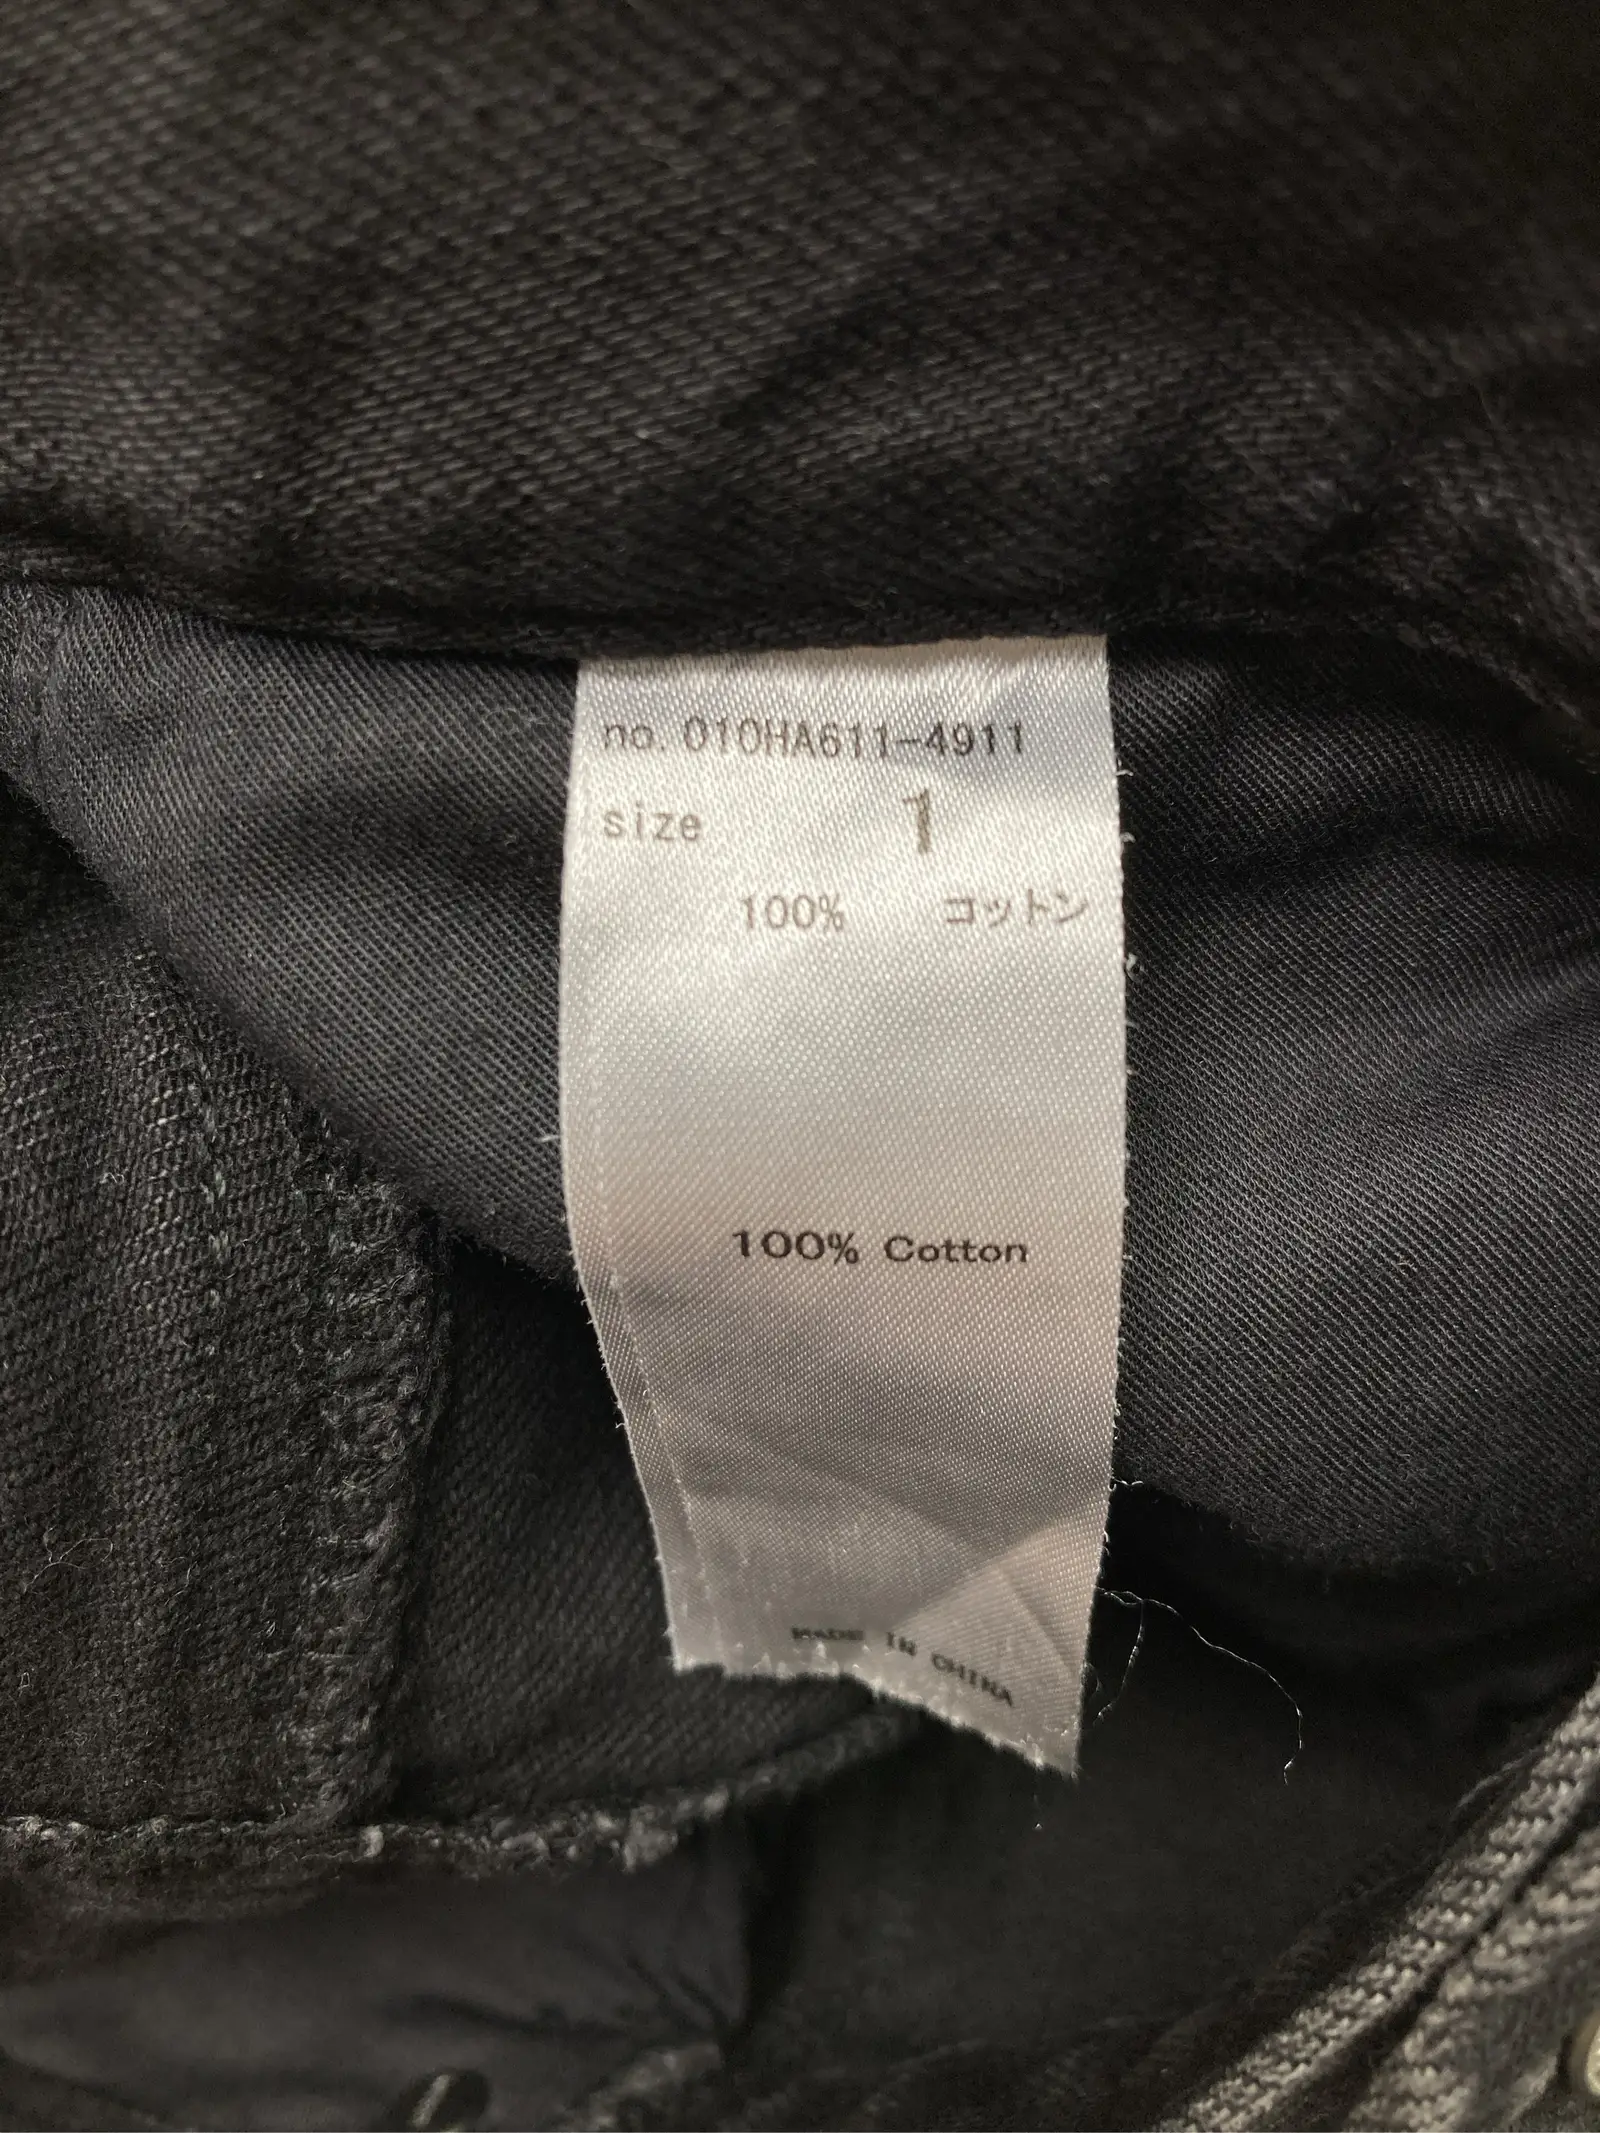 no. 010HA611-4911
size 1
100% コットン
100% Cotton
MADE IN CHINA